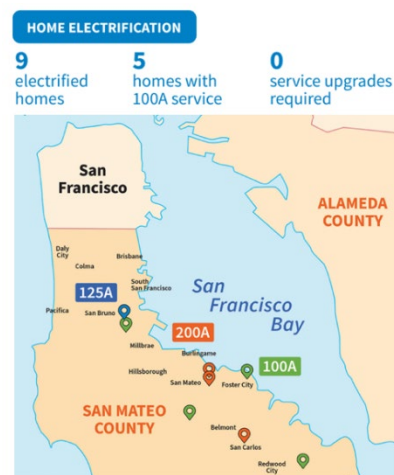 HOME ELECTRIFICATION
9
electrified
homes
5
homes with
100A service
0
service upgrades
required
San
Francisco
ALAMEDA
COUNTY
Daly
City
Colma
Brisbane
South
San Francisco
125A
San
Francisco
Bay
Pacifica
San Bruno
200A
Millbrae
Burlingame
100A
Hillsborough
San Mateo
Foster City
SAN MATEO
COUNTY
Belmont
San Carlos
Redwood
City